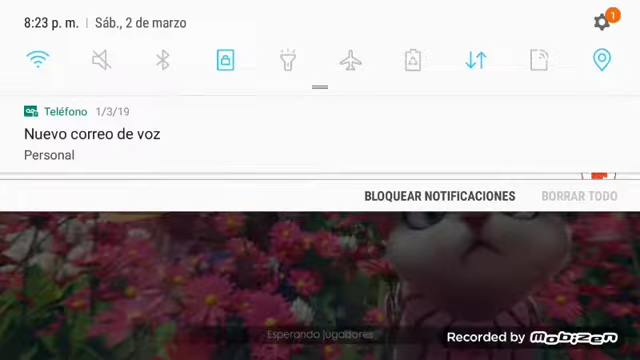 8:23 p. m. | Sáb., 2 de marzo
1
Teléfono 1/3/19
Nuevo correo de voz
Personal
BLOQUEAR NOTIFICACIONES BORRAR TODO
Esperando jugadores
Recorded by Mobizen